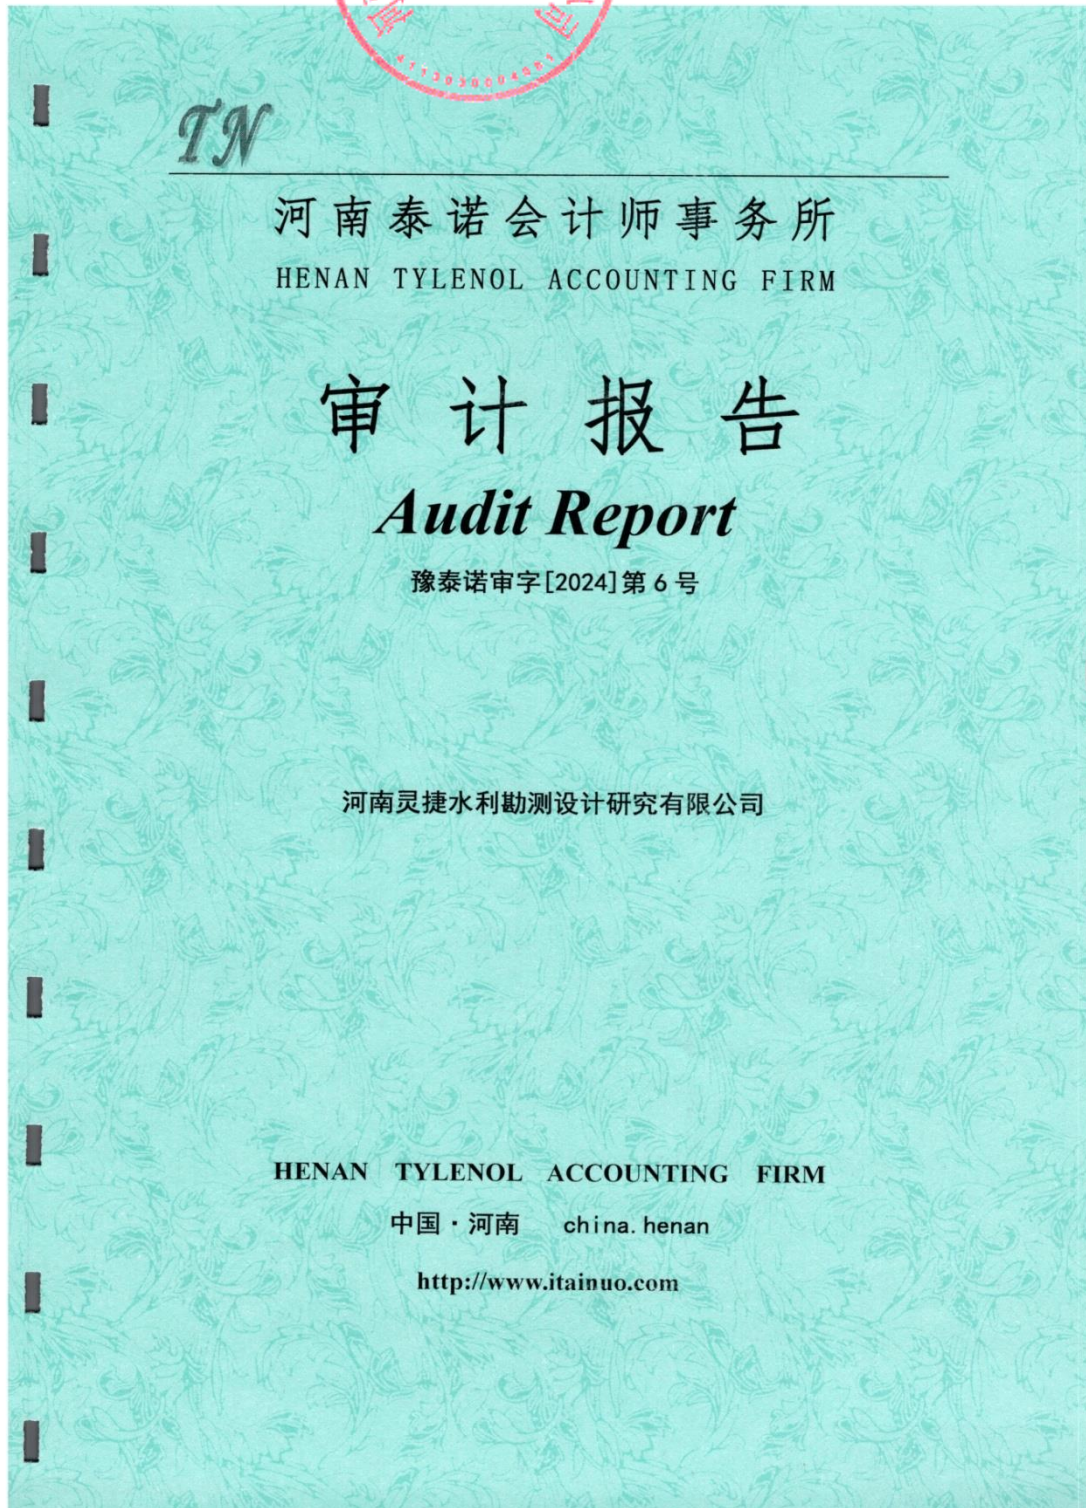 TN
河南泰诺会计师事务所
HENAN TYLENOL ACCOUNTING FIRM
审计报告
Audit Report
豫泰诺审字[2024]第 6 号
河南灵捷水利勘测设计研究有限公司
HENAN TYLENOL ACCOUNTING FIRM
中国·河南 china.henan
http://www.itainuo.com